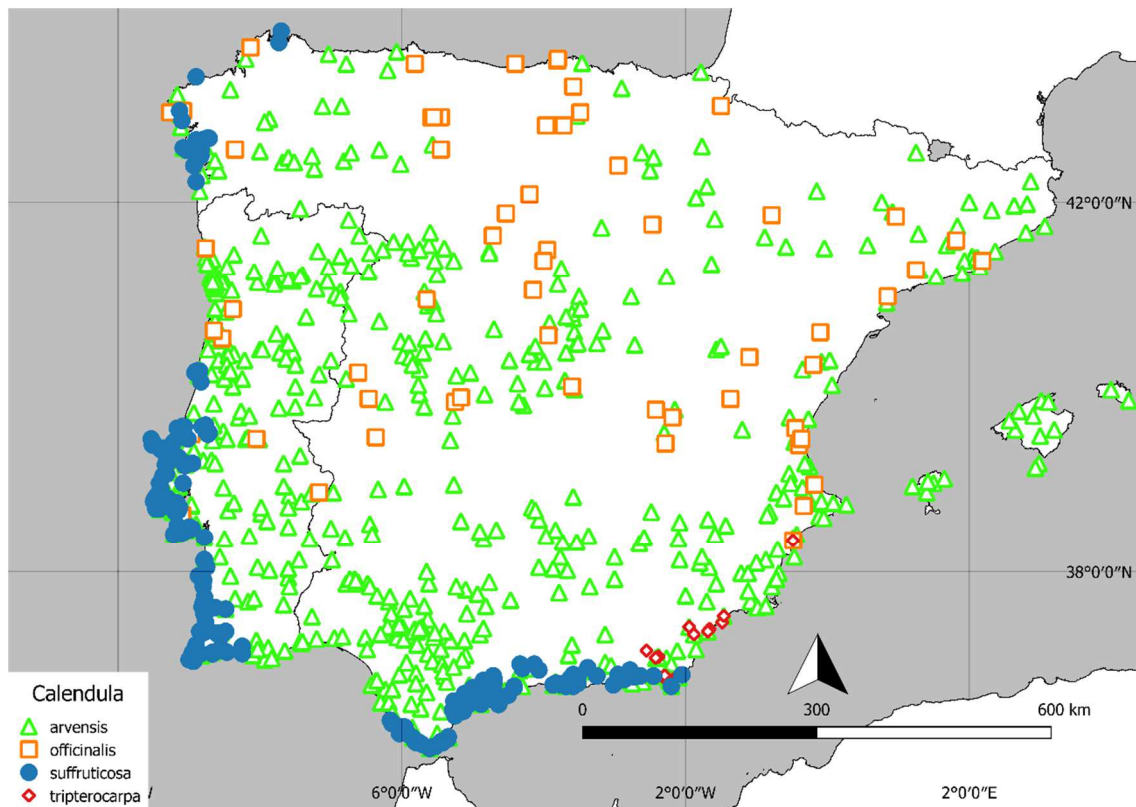 42°0′0″N
38°0′0″N
Calendula
arvensis
officinalis
suffruticosa
tripterocarpa
0 300 600 km
W 6°0′0″W 2°0′0″W 2°0′0″E